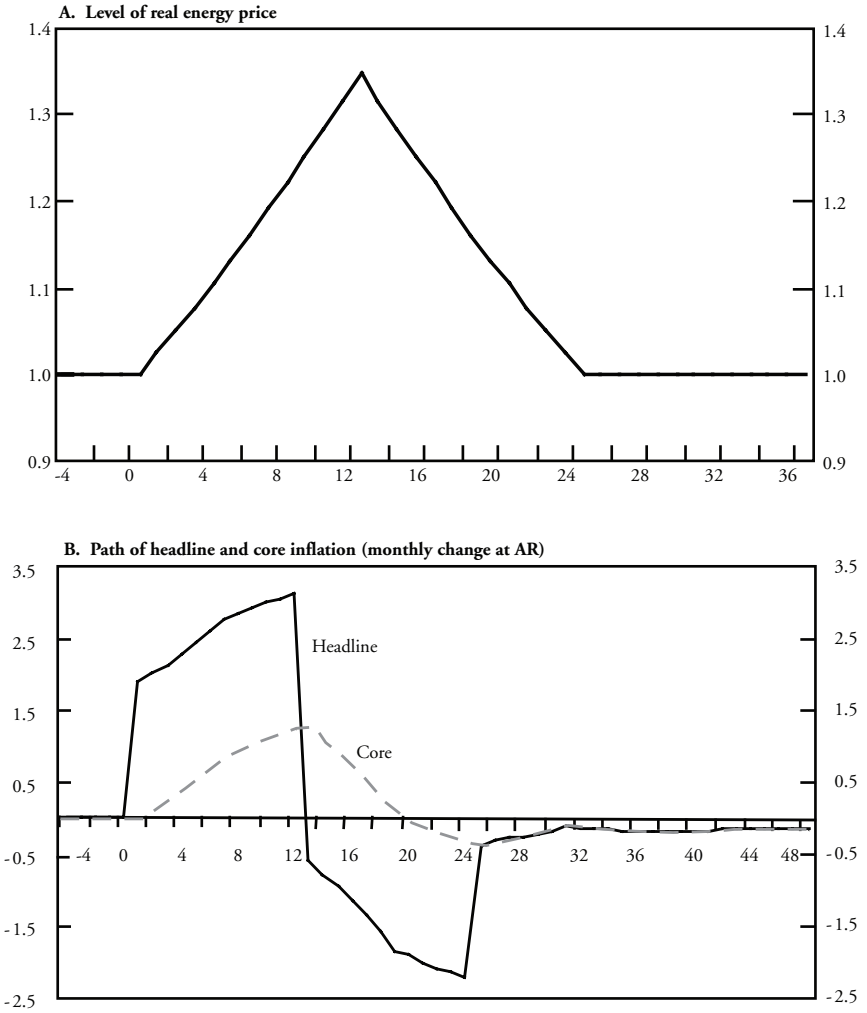 A. Level of real energy price
1.4 1.4
1.3 1.3
1.2 1.2
1.1 1.1
1.0 1.0
0.9 0.9
-4 0 4 8 12 16 20 24 28 32 36
B. Path of headline and core inflation (monthly change at AR)
3.5 3.5
2.5 2.5
Headline
1.5 1.5
Core
0.5 0.5
-0.5 -4 0 4 8 12 16 20 24 28 32 36 40 44 48 -0.5
-1.5 -1.5
-2.5 -2.5